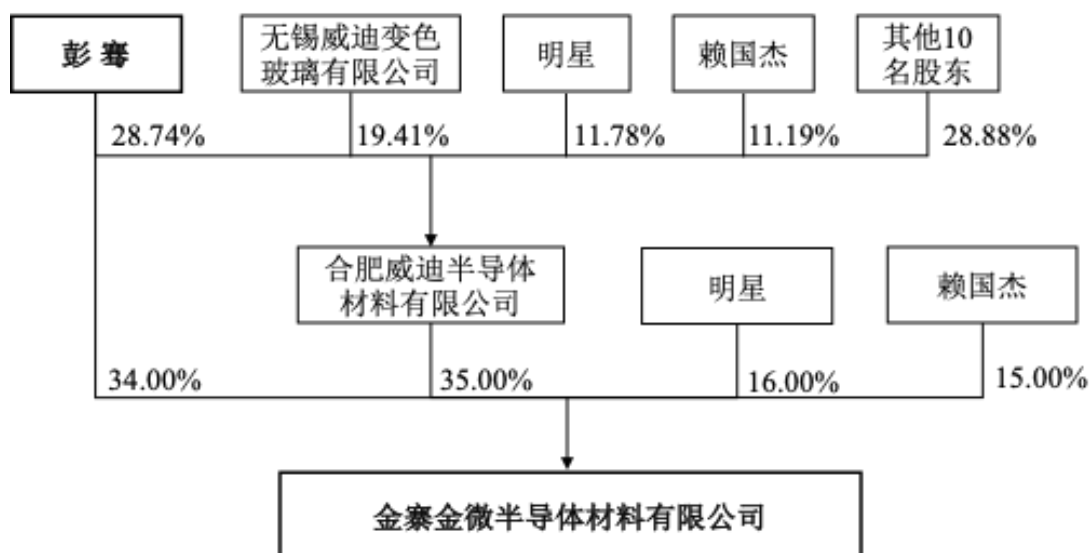 彭骞
无锡威迪变色
玻璃有限公司
明星
赖国杰
其他10
名股东
28.74%
19.41%
11.78%
11.19%
28.88%
合肥威迪半导体
材料有限公司
明星
赖国杰
34.00%
35.00%
16.00%
15.00%
金寨金微半导体材料有限公司